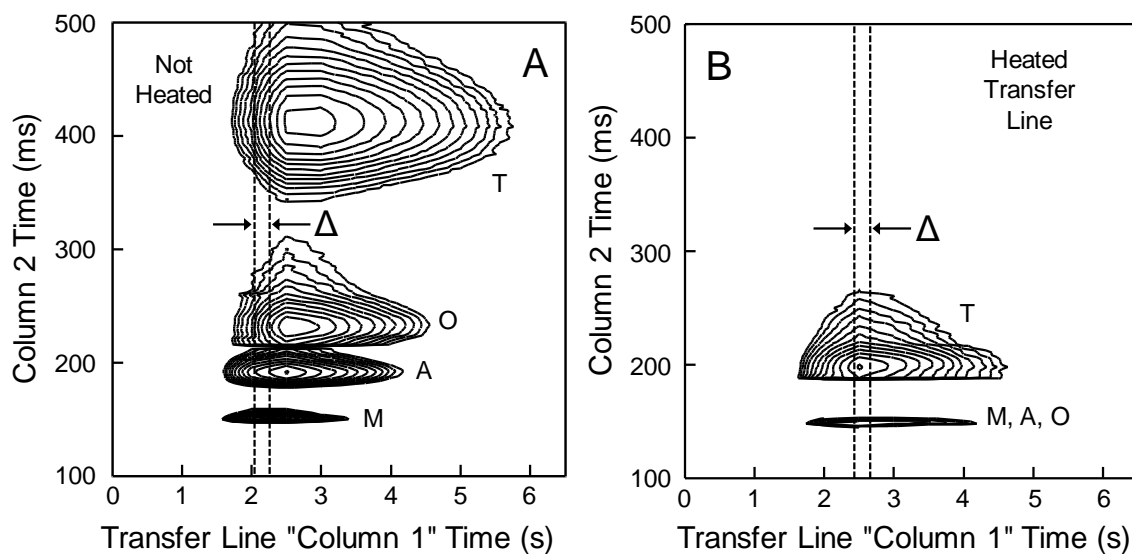 A
Not
Heated
500
400
300
200
100
Column 2 Time (ms)
T
Δ
O
A
M
0 1 2 3 4 5 6
Transfer Line "Column 1" Time (s)
B
Heated
Transfer
Line
500
400
300
200
100
Column 2 Time (ms)
Δ
T
M, A, O
0 1 2 3 4 5 6
Transfer Line "Column 1" Time (s)